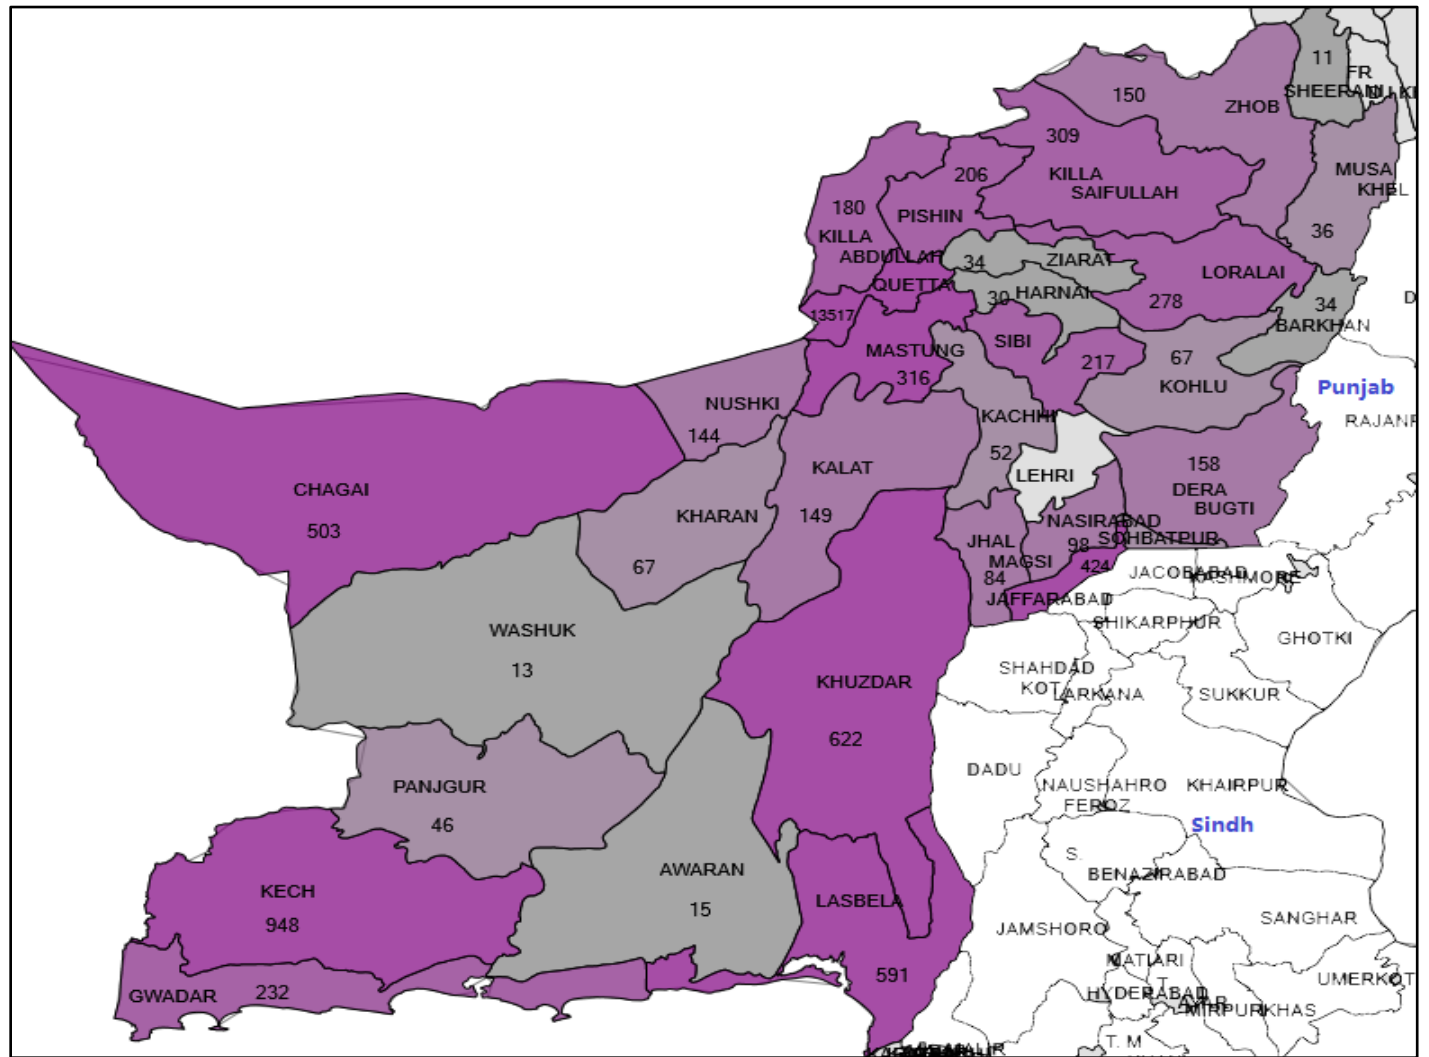 11
FR
SHEERANI
150
ZHOB
309
KILLA
SAIFULLAH
MUSA
KHEL
36
206
PISHIN
180
KILLA
ABDULLAH
QUETTA
13517
34
ZIARAT
30
HARNAI
LORALAI
278
34
BARKHAN
MASTUNG
316
SIBI
217
67
KOHLU
Punjab
NUSHKI
144
KACHHI
52
LEHRI
KALAT
149
158
DERA
BUGTI
CHAGAI
503
KHARAN
67
NASIRABAD
98
SOHBATPUR
JHAL
MAGSI
84
424
JAFFARABAD
JACOBABAD
KASHMORE
SHIKARPHUR
GHOTKI
WASHUK
13
KHUZDAR
622
SHAHDAD
KOT
LARKANA
SUKKUR
PANJGUR
46
DADU
NAUSHAHRO
FEROZ
KHAIRPUR
Sindh
AWARAN
15
S.
BENAZIRABAD
KECH
948
LASBELA
591
JAMSHORO
SANGHAR
MATIARI
UMERKOT
GWADAR
232
HYDERABAD
MIRPURKHAS
T. M